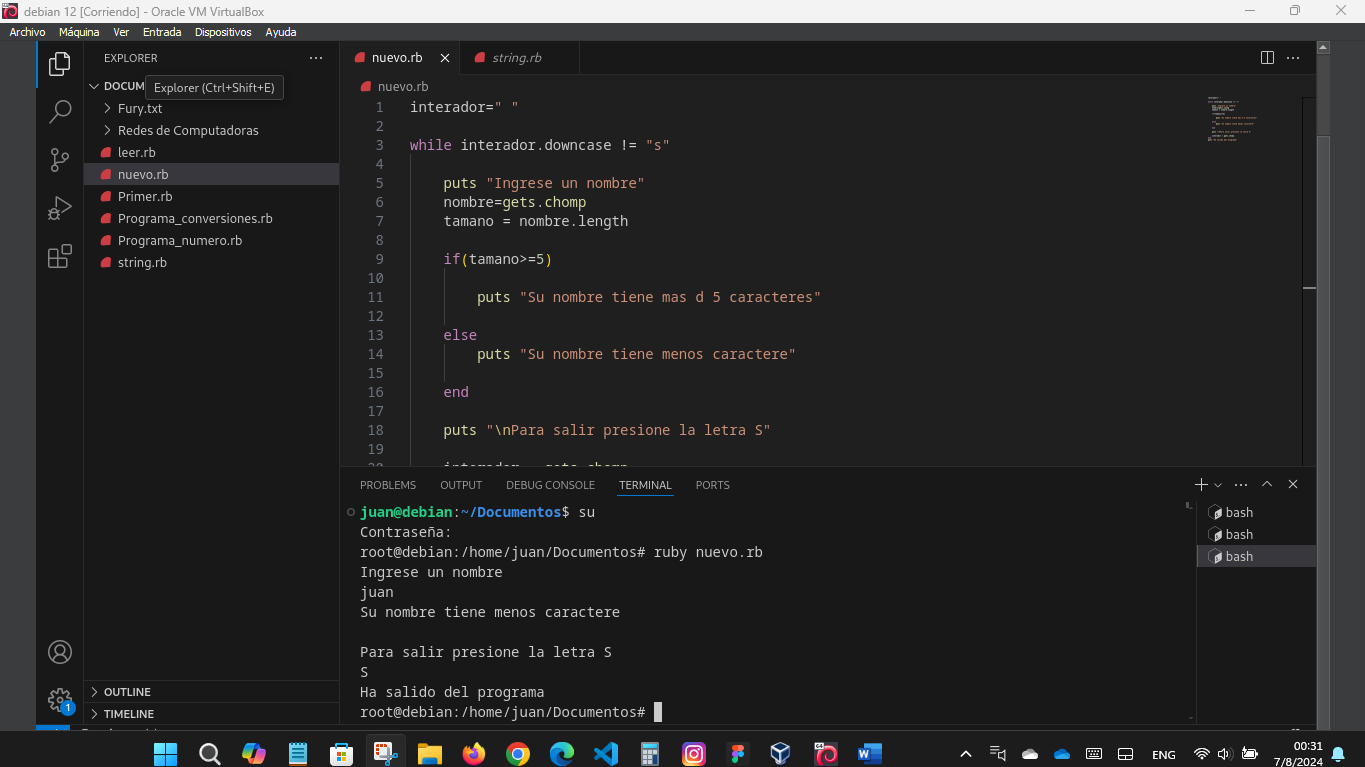 debian 12 [Corriendo] - Oracle VM VirtualBox
Archivo Máquina Ver Entrada Dispositivos Ayuda
EXPLORER
DOCUM
Explorer (Ctrl+Shift+E)
Fury.txt
Redes de Computadoras
leer.rb
nuevo.rb
Primer.rb
Programa_conversiones.rb
Programa_numero.rb
string.rb
OUTLINE
TIMELINE
1
nuevo.rb string.rb
nuevo.rb
1 interador=" "
2
3 while interador.downcase != "s"
4
5 puts "Ingrese un nombre"
6 nombre=gets.chomp
7 tamano = nombre.length
8
9 if(tamano>=5)
10
11 puts "Su nombre tiene mas d 5 caracteres"
12
13 else
14 puts "Su nombre tiene menos caractere"
15
16 end
17
18 puts "\nPara salir presione la letra S"
19
20 interador = gets.chomp
PROBLEMS OUTPUT DEBUG CONSOLE TERMINAL PORTS
juan@debian:~/Documentos$ su
Contraseña:
root@debian:/home/juan/Documentos# ruby nuevo.rb
Ingrese un nombre
juan
Su nombre tiene menos caractere
Para salir presione la letra S
S
Ha salido del programa
root@debian:/home/juan/Documentos#
bash
bash
bash
ENG
00:31
7/8/2024